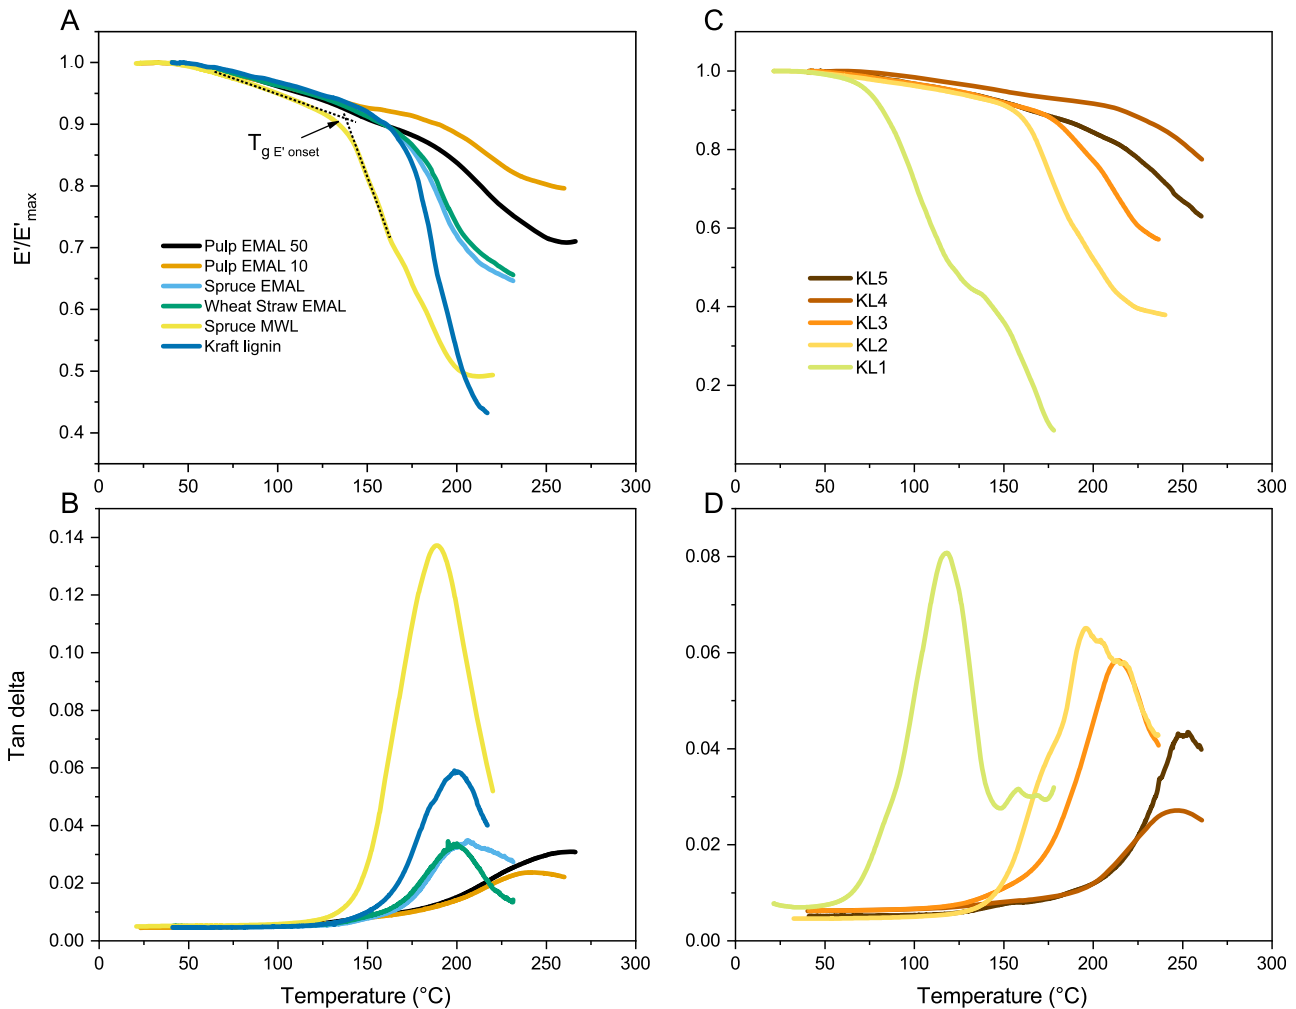 A
E'/E'max
1.0
0.9
0.8
0.7
0.6
0.5
0.4
Tg E' onset
Pulp EMAL 50
Pulp EMAL 10
Spruce EMAL
Wheat Straw EMAL
Spruce MWL
Kraft lignin
0 50 100 150 200 250 300
C
1.0
0.8
0.6
0.4
0.2
KL5
KL4
KL3
KL2
KL1
0 50 100 150 200 250 300
B
Tan delta
0.14
0.12
0.10
0.08
0.06
0.04
0.02
0.00
0 50 100 150 200 250 300
Temperature (°C)
D
0.08
0.06
0.04
0.02
0.00
0 50 100 150 200 250 300
Temperature (°C)